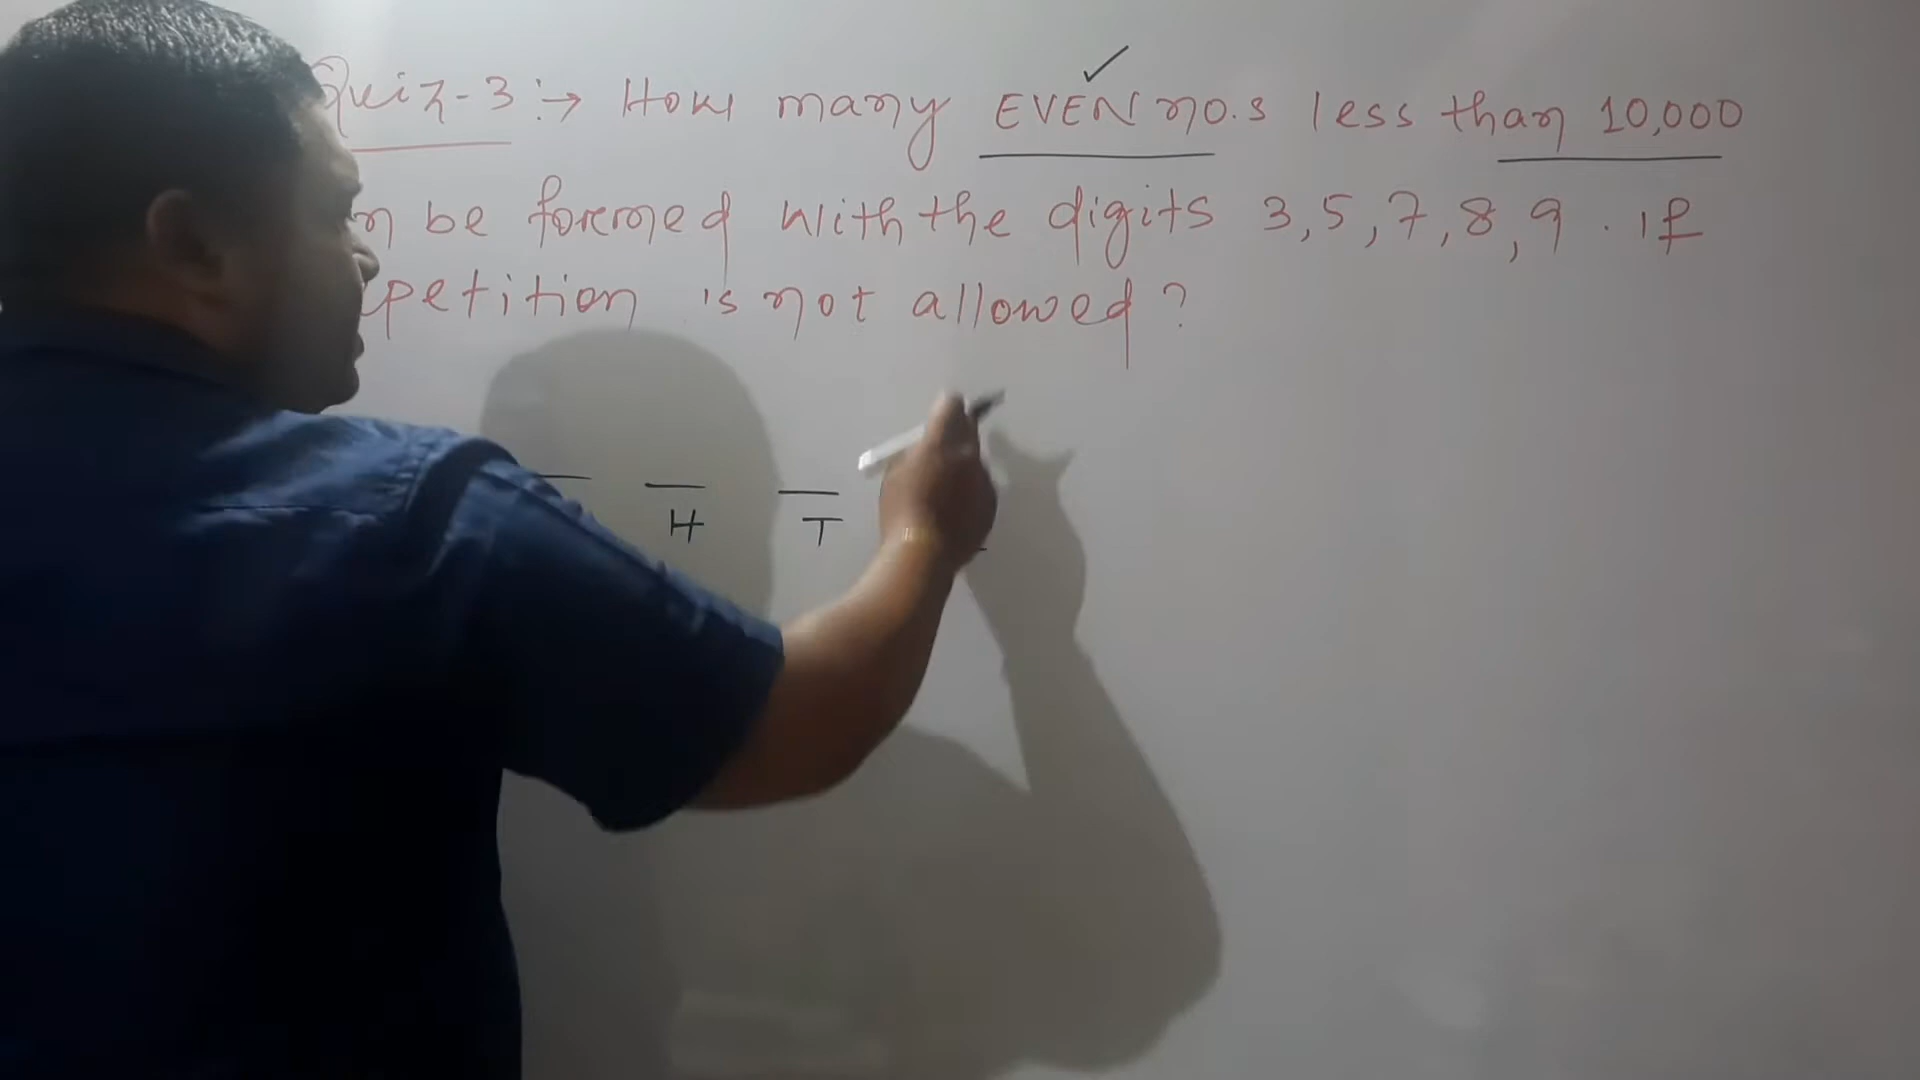 Quiz-3:→ How many EVEN no.s less than 10,000
be formed with the digits 3,5,7,8,9. if
is not allowed?
H T